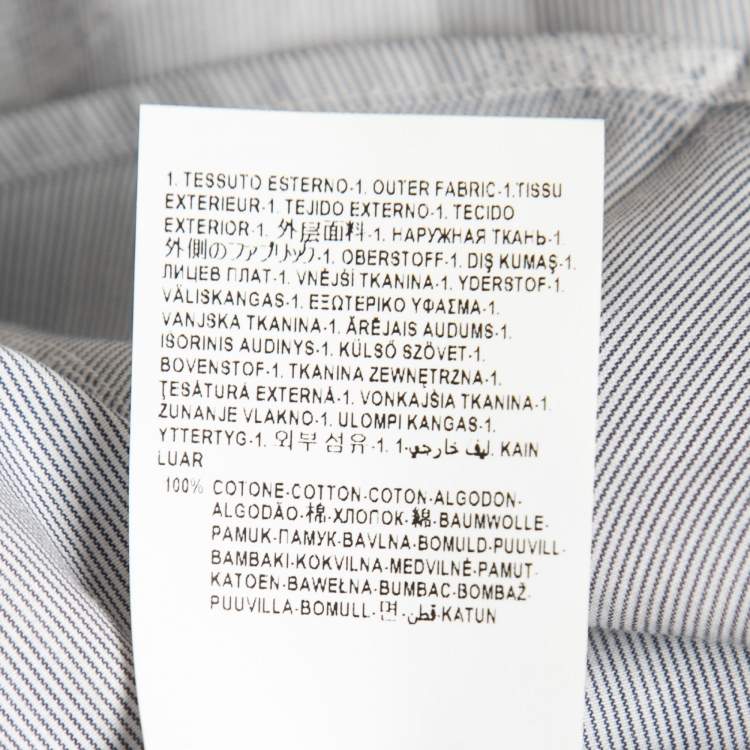 1. TESSUTO ESTERNO-1. OUTER FABRIC-1.TISSU
EXTERIEUR-1. TEJIDO EXTERNO-1. TECIDO
EXTERIOR-1. 外层面料-1. НАРУЖНАЯ ТКАНЬ-1.
外側のファブリック-1. OBERSTOFF-1. DIŞ KUMAŞ-1.
ЛИЦЕВ ПЛАТ-1. VNĚJŠÍ TKANINA-1. YDERSTOF-1.
VÄLISKANGAS-1. ΕΞΩΤΕΡΙΚΟ ΥΦΑΣΜΑ-1.
VANJSKA TKANINA-1. ĀRĒJAIS AUDUMS-1.
ISORINIS AUDINYS-1. KÜLSŐ SZÖVET-1.
BOVENSTOF-1. TKANINA ZEWNĘTRZNA-1.
ŢESĂTURĂ EXTERNĂ-1. VONKAJŠIA TKANINA-1.
ZUNANJE VLAKNO-1. ULOMPI KANGAS-1.
YTTERTYG-1. 외부 섬유-1. ليف خارجي-1. KAIN
LUAR
100% COTONE-COTTON-COTON-ALGODON-
ALGODÃO-棉-ХЛОПОК-綿-BAUMWOLLE-
PAMUK-ПАМУК-BAVLNA-BOMULD-PUUVILL-
BAMBAKI-KOKVILNA-MEDVILNĖ-PAMUT-
KATOEN-BAWEŁNA-BUMBAC-BOMBAŽ-
PUUVILLA-BOMULL-면-قطن-KATUN